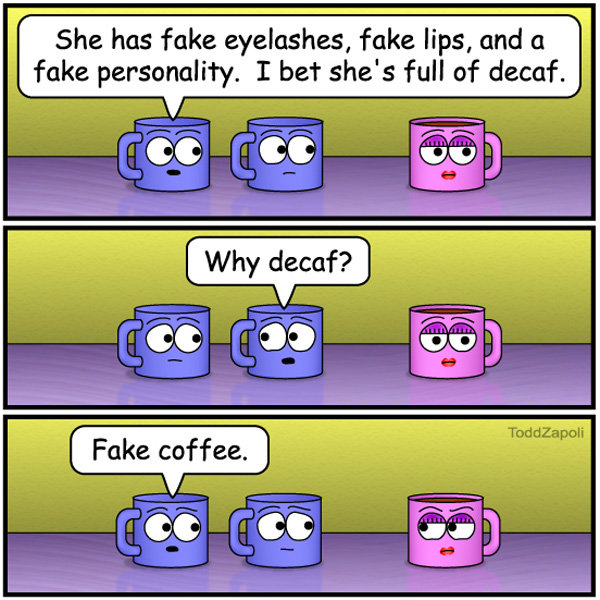 She has fake eyelashes, fake lips, and a
fake personality. I bet she's full of decaf.
Why decaf?
ToddZapoli
Fake coffee.